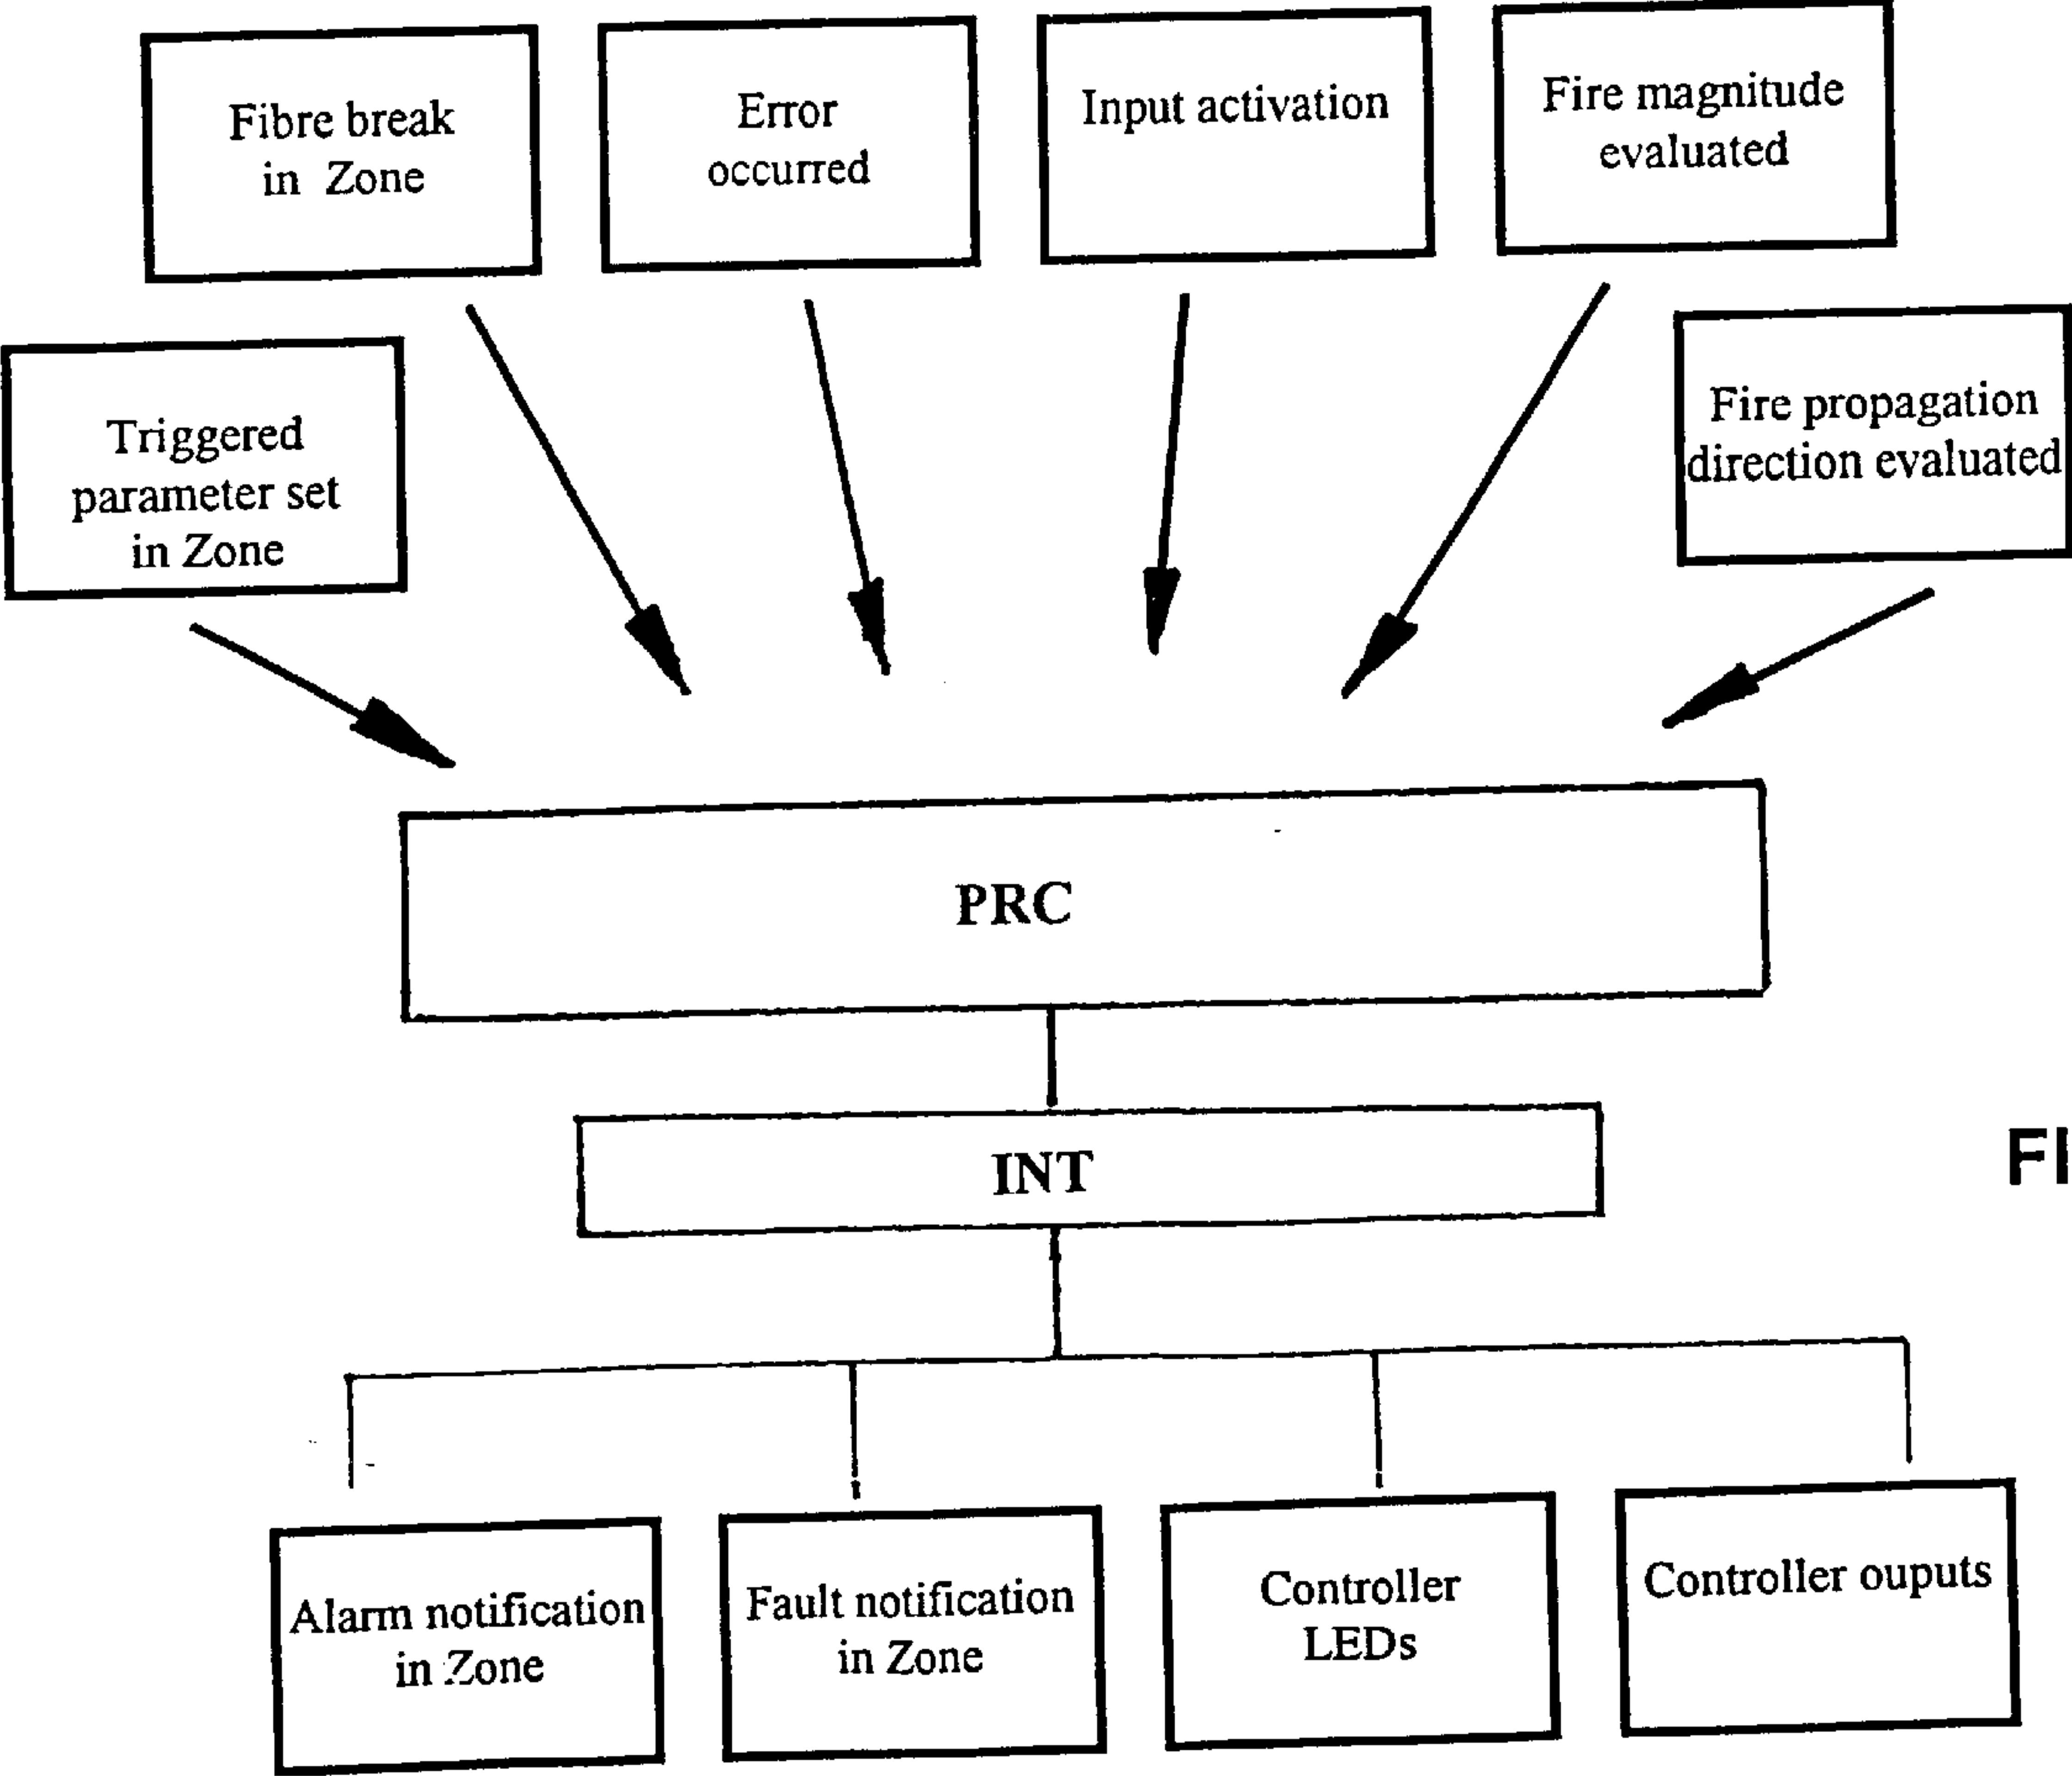 Fibre break
in Zone
Error
occurred
Input activation
Fire magnitude
evaluated
Triggered
parameter set
in Zone
Fire propagation
direction evaluated
PRC
INT
FI
Alarm notification
in Zone
Fault notification
in Zone
Controller
LEDs
Controller ouputs